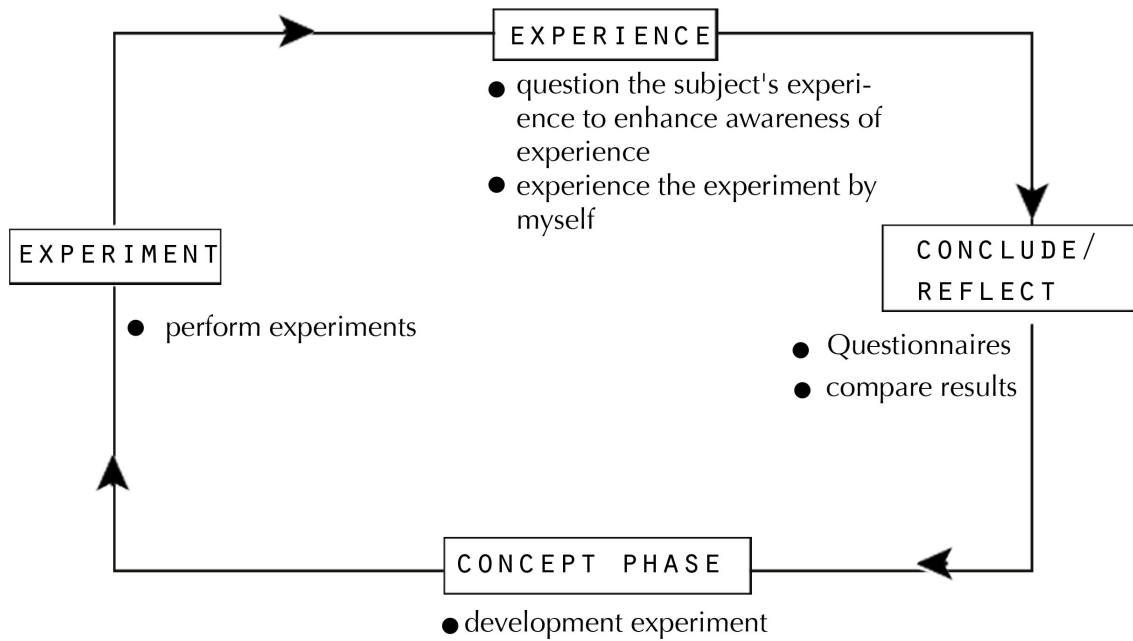 EXPERIENCE
● question the subject's experi-
ence to enhance awareness of
experience
● experience the experiment by
myself
EXPERIMENT
● perform experiments
CONCLUDE/
REFLECT
● Questionnaires
● compare results
CONCEPT PHASE
● development experiment